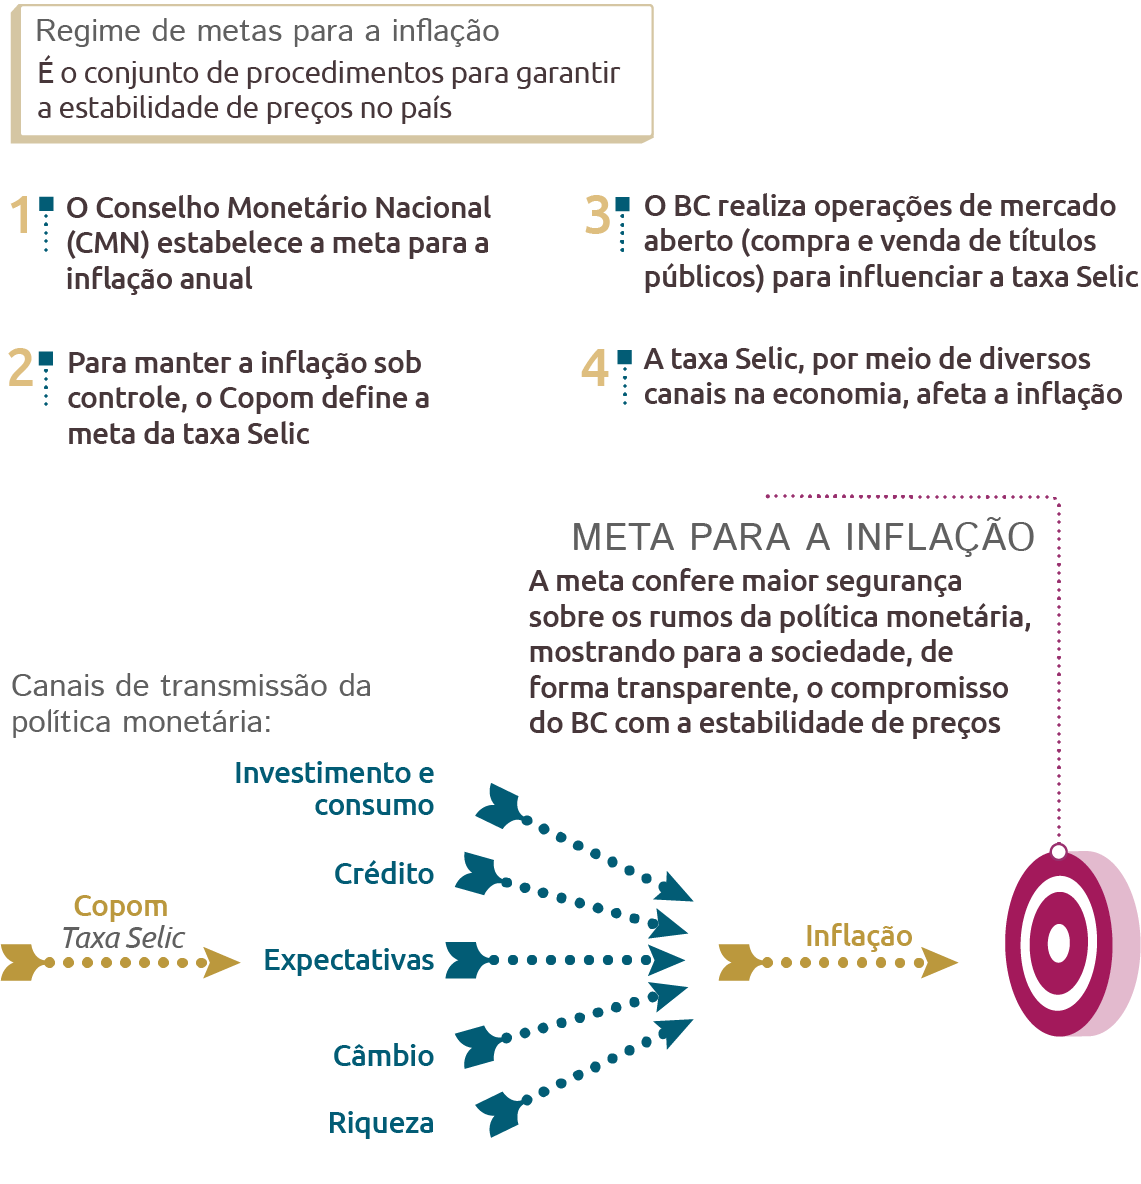 Regime de metas para a inflação
É o conjunto de procedimentos para garantir
a estabilidade de preços no país
1
O Conselho Monetário Nacional
(CMN) estabelece a meta para a
inflação anual
2
Para manter a inflação sob
controle, o Copom define a
meta da taxa Selic
3
O BC realiza operações de mercado
aberto (compra e venda de títulos
públicos) para influenciar a taxa Selic
4
A taxa Selic, por meio de diversos
canais na economia, afeta a inflação
META PARA A INFLAÇÃO
A meta confere maior segurança
sobre os rumos da política monetária,
mostrando para a sociedade, de
forma transparente, o compromisso
do BC com a estabilidade de preços
Canais de transmissão da
política monetária:
Copom
Taxa Selic
Investimento e
consumo
Crédito
Expectativas
Câmbio
Riqueza
Inflação